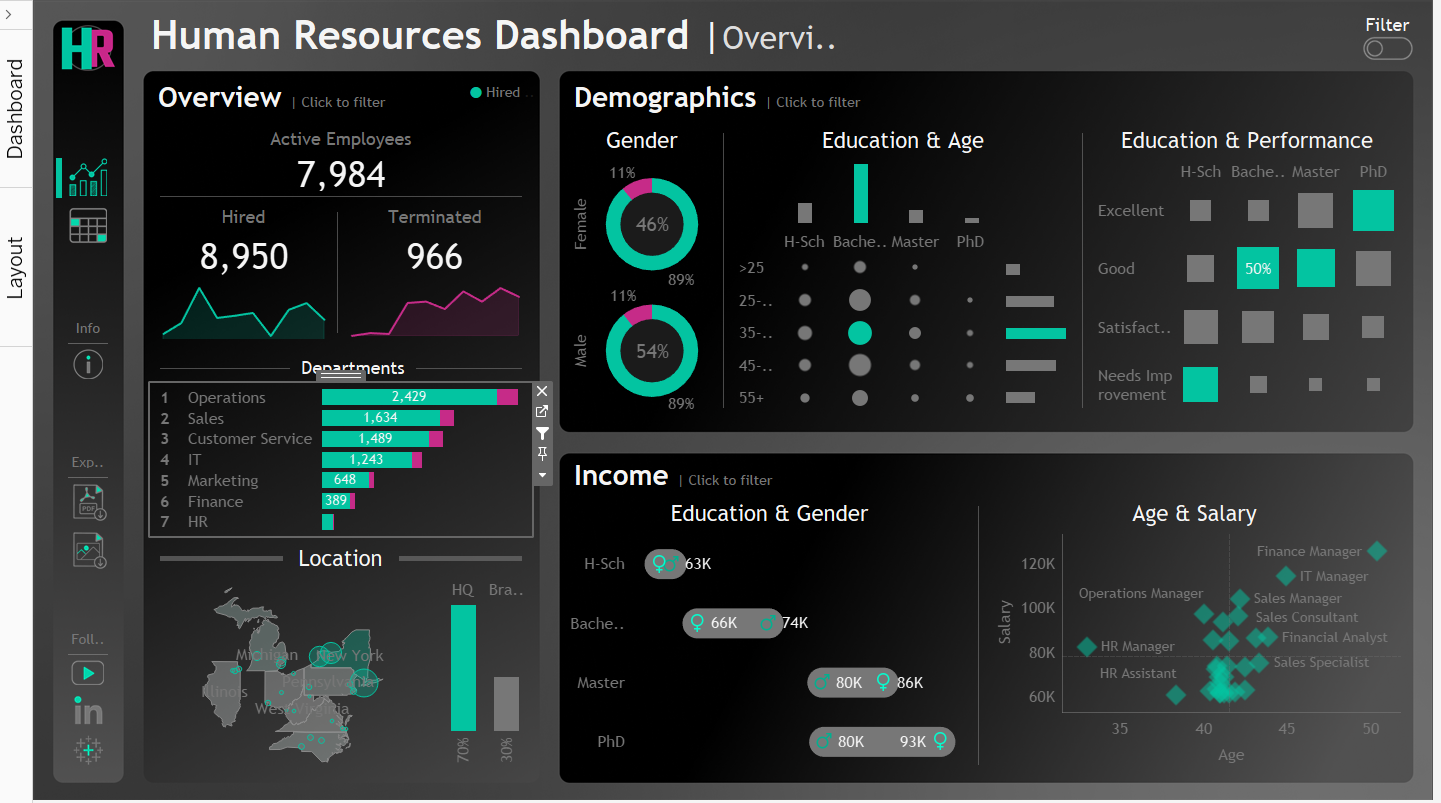 Dashboard
Layout
HR
Human Resources Dashboard | Overvi..
Filter
Info
Exp..
PDF
Foll..
in
Overview | Click to filter
Hired ..
Active Employees
7,984
Hired
8,950
Terminated
966
Departments
1 Operations 2,429
2 Sales 1,634
3 Customer Service 1,489
4 IT 1,243
5 Marketing 648
6 Finance 389
7 HR
Location
Michigan
New York
Illinois
Pennsylvania
West Virginia
HQ Bra..
70% 30%
Demographics | Click to filter
Gender
Female
11%
46%
89%
Male
11%
54%
89%
Education & Age
H-Sch Bache.. Master PhD
>25
25-..
35-..
45-..
55+
Education & Performance
H-Sch Bache.. Master PhD
Excellent
Good 50%
Satisfact..
Needs Imp
rovement
Income | Click to filter
Education & Gender
H-Sch 63K
Bache.. 66K 74K
Master 80K 86K
PhD 80K 93K
Age & Salary
Salary
120K
100K
80K
60K
Finance Manager
IT Manager
Operations Manager
Sales Manager
Sales Consultant
Financial Analyst
HR Manager
Sales Specialist
HR Assistant
35 40 45 50
Age